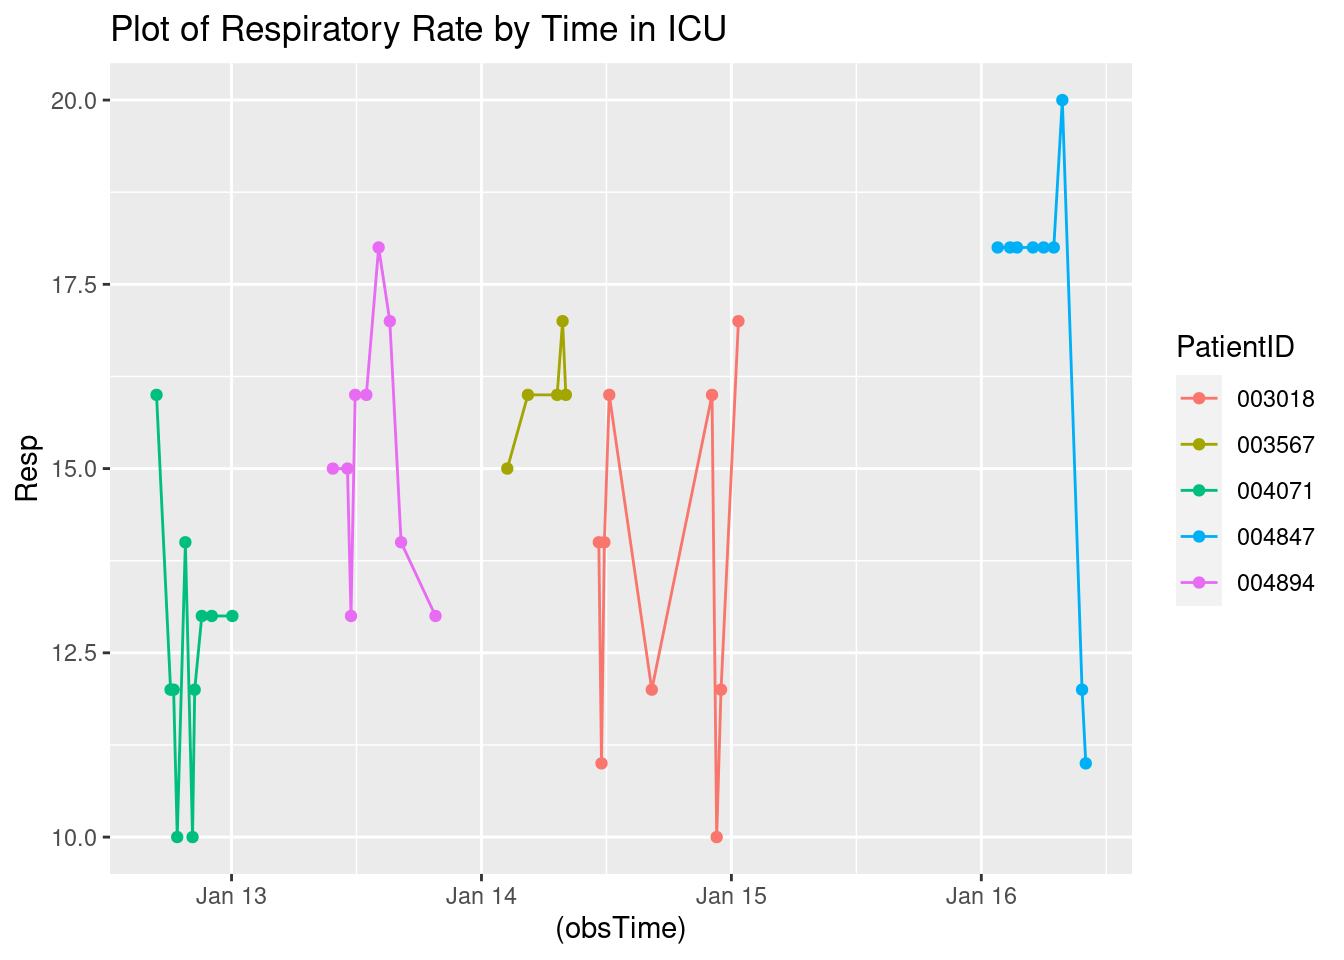 Plot of Respiratory Rate by Time in ICU
20.0
17.5
15.0
12.5
10.0
Resp
Jan 13
Jan 14
Jan 15
Jan 16
(obsTime)
PatientID
003018
003567
004071
004847
004894